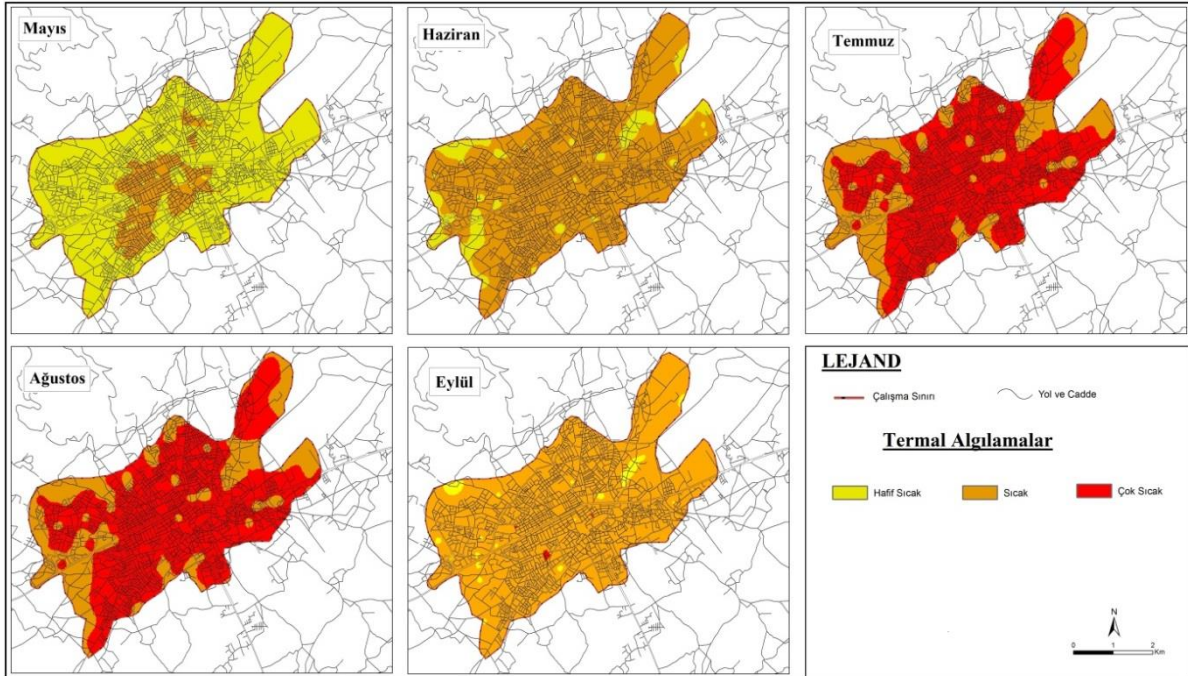 Mayıs
Haziran
Temmuz
Ağustos
Eylül
LEJAND
Çalışma Sınırı
Yol ve Cadde
Termal Algılamalar
Hafif Sıcak
Sıcak
Çok Sıcak
N
0 1 2
Km